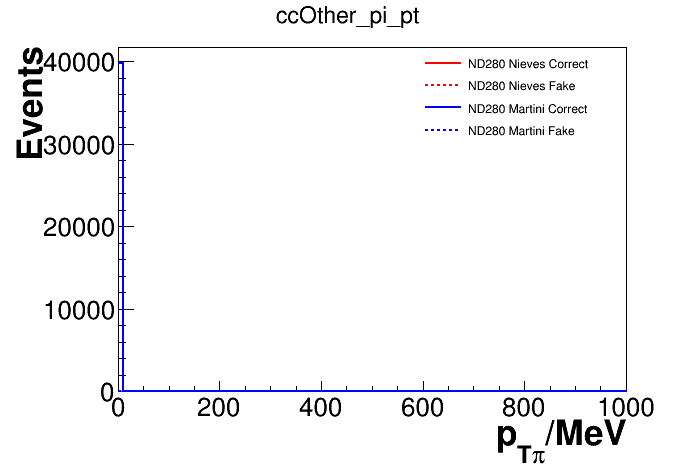 ccOther_pi_pt
Events
40000
30000
20000
10000
0
ND280 Nieves Correct
ND280 Nieves Fake
ND280 Martini Correct
ND280 Martini Fake
0 200 400 600 800 1000
p_Tπ/MeV